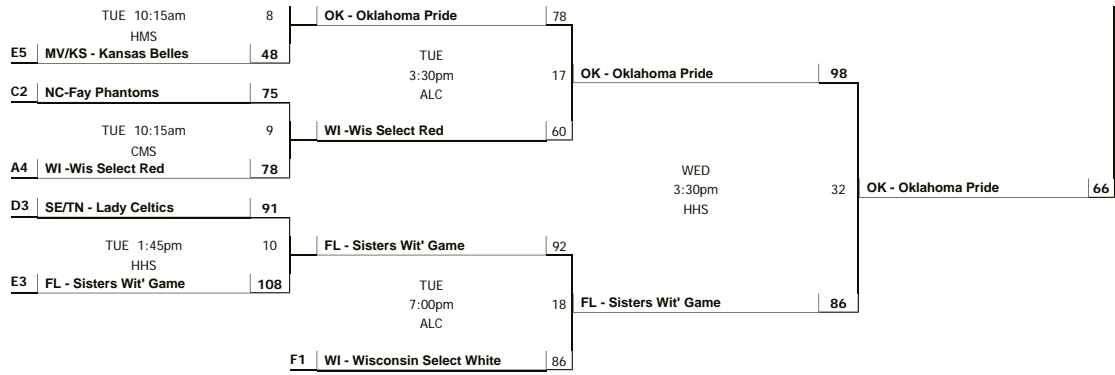 TUE 10:15am 8 OK - Oklahoma Pride 78
HMS
E5 MV/KS - Kansas Belles 48 TUE
3:30pm 17 OK - Oklahoma Pride 98
C2 NC-Fay Phantoms 75 ALC
TUE 10:15am 9 WI -Wis Select Red 60
CMS
A4 WI -Wis Select Red 78 WED
3:30pm 32 OK - Oklahoma Pride 66
D3 SE/TN - Lady Celtics 91 HHS
TUE 1:45pm 10 FL - Sisters Wit' Game 92
HHS
E3 FL - Sisters Wit' Game 108 TUE
7:00pm 18 FL - Sisters Wit' Game 86
ALC
F1 WI - Wisconsin Select White 86